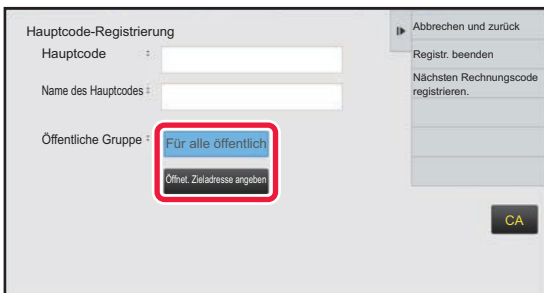 Hauptcode-Registrierung
Hauptcode :
Name des Hauptcodes :
Öffentliche Gruppe :
Für alle öffentlich
Öffnet. Zieladresse angeben
Abbrechen und zurück
Registr. beenden
Nächsten Rechnungscode
registrieren.
CA